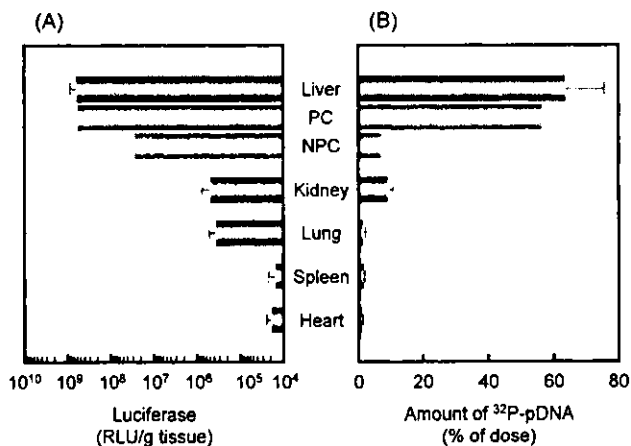 (A) (B)
Liver
PC
NPC
Kidney
Lung
Spleen
Heart
10¹⁰ 10⁹ 10⁸ 10⁷ 10⁶ 10⁵ 10⁴ 0 20 40 60 80
Luciferase Amount of ³²P-pDNA
(RLU/g tissue) (% of dose)